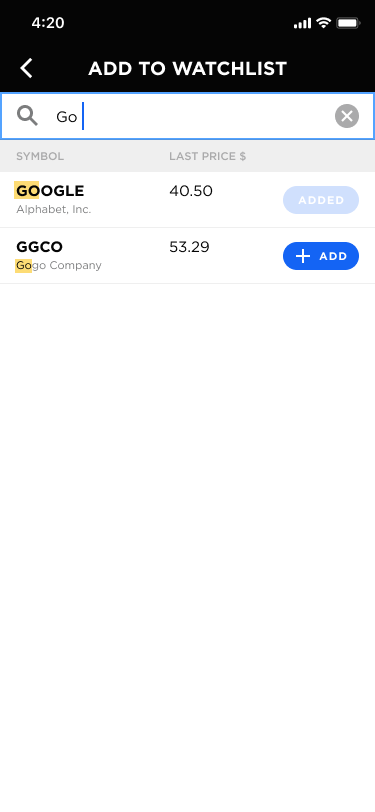 4:20
ADD TO WATCHLIST
Go
SYMBOL LAST PRICE $
GOOGLE 40.50
Alphabet, Inc.
ADDED
GGCO 53.29
Gogo Company
ADD